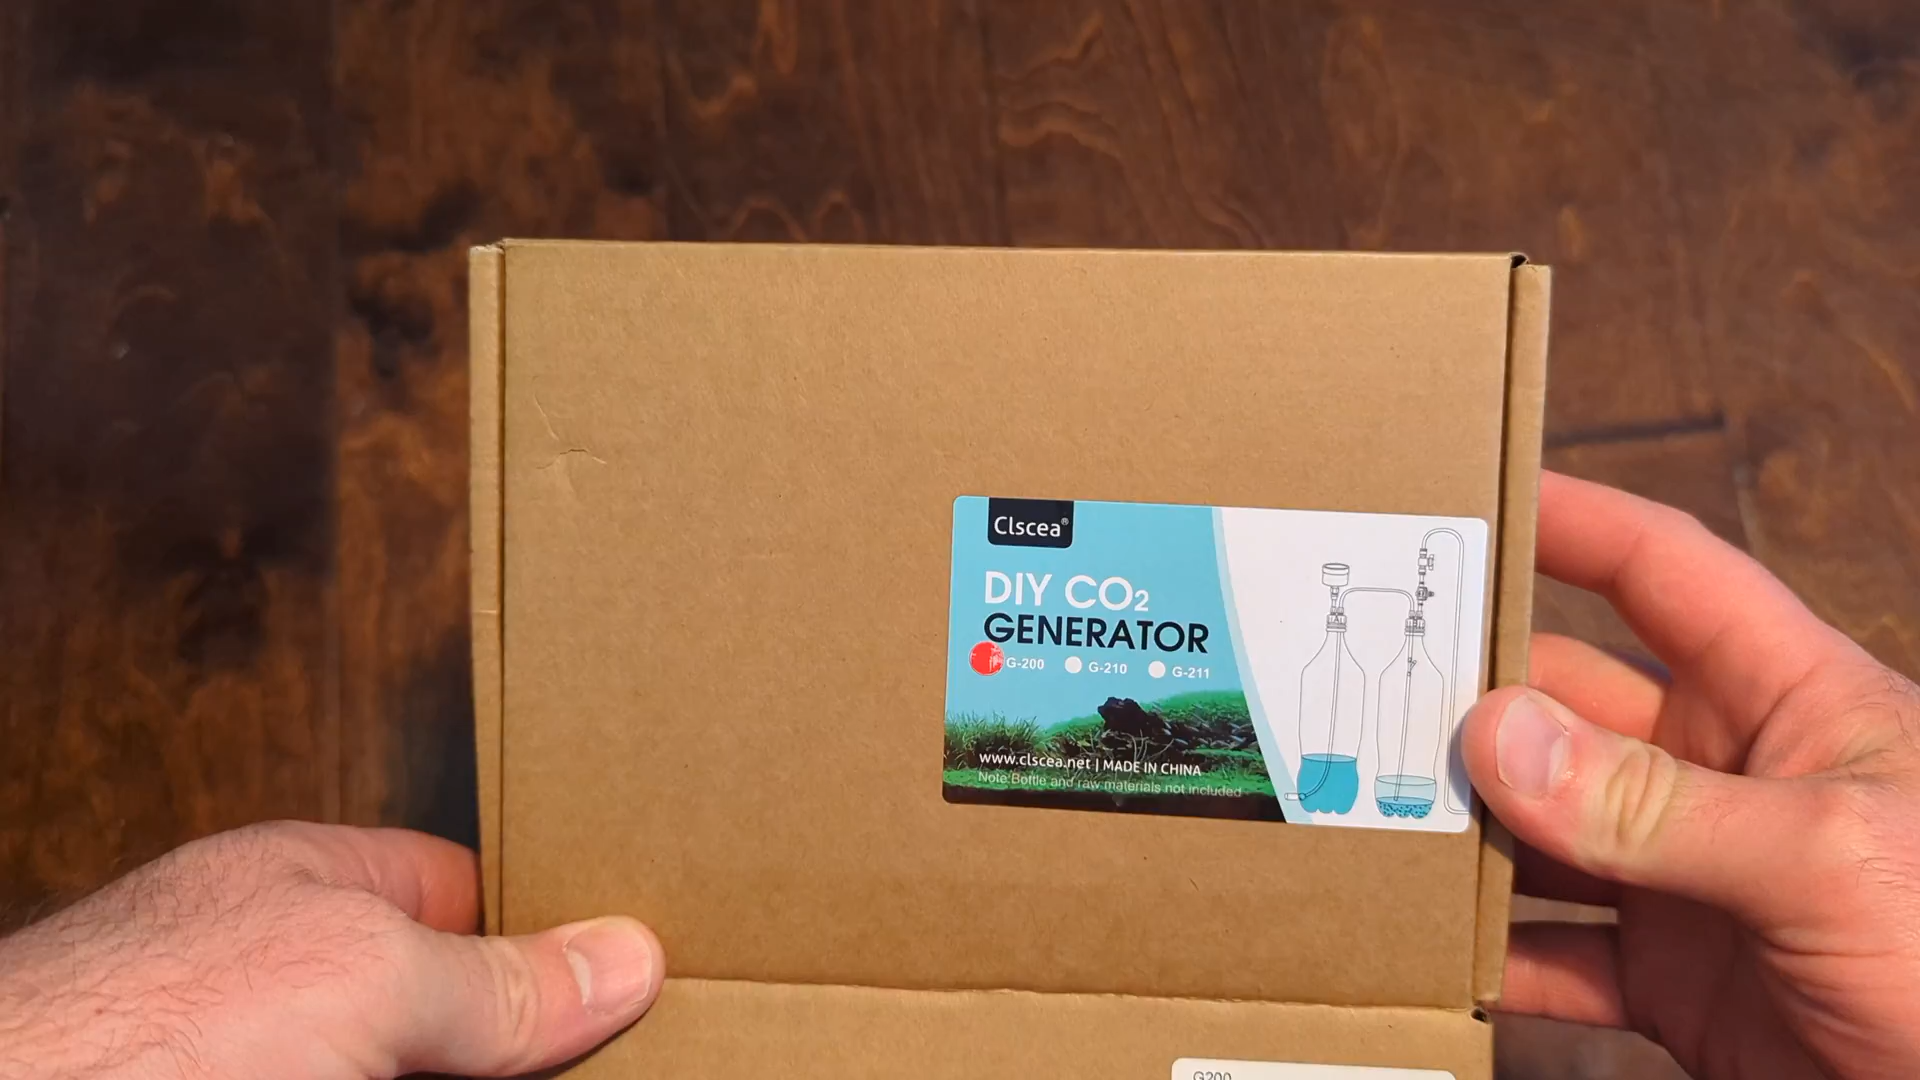 Clscea®
DIY CO₂
GENERATOR
G-200 G-210 G-211
www.clscea.net | MADE IN CHINA
Note:Bottle and raw materials not included
G200